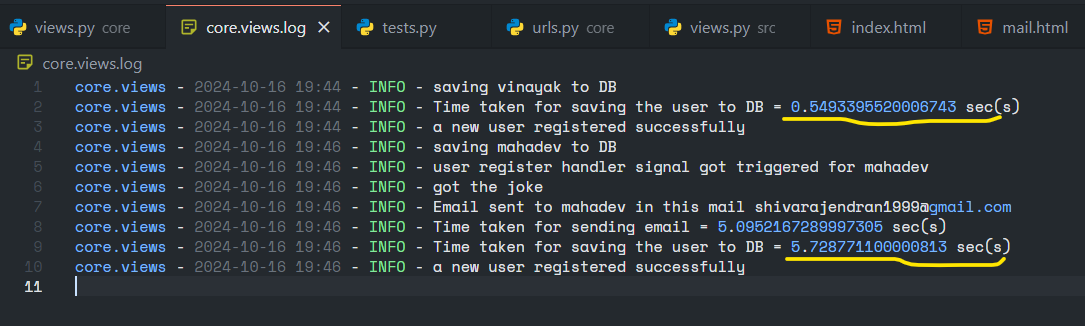 views.py core
core.views.log
tests.py
urls.py core
views.py src
index.html
mail.html
core.views.log
1 core.views - 2024-10-16 19:44 - INFO - saving vinayak to DB
2 core.views - 2024-10-16 19:44 - INFO - Time taken for saving the user to DB = 0.5493395520006743 sec(s)
3 core.views - 2024-10-16 19:44 - INFO - a new user registered successfully
4 core.views - 2024-10-16 19:46 - INFO - saving mahadev to DB
5 core.views - 2024-10-16 19:46 - INFO - user register handler signal got triggered for mahadev
6 core.views - 2024-10-16 19:46 - INFO - got the joke
7 core.views - 2024-10-16 19:46 - INFO - Email sent to mahadev in this mail shivarajendran1999@gmail.com
8 core.views - 2024-10-16 19:46 - INFO - Time taken for sending email = 5.0952167289997305 sec(s)
9 core.views - 2024-10-16 19:46 - INFO - Time taken for saving the user to DB = 5.728771100000813 sec(s)
10 core.views - 2024-10-16 19:46 - INFO - a new user registered successfully
11